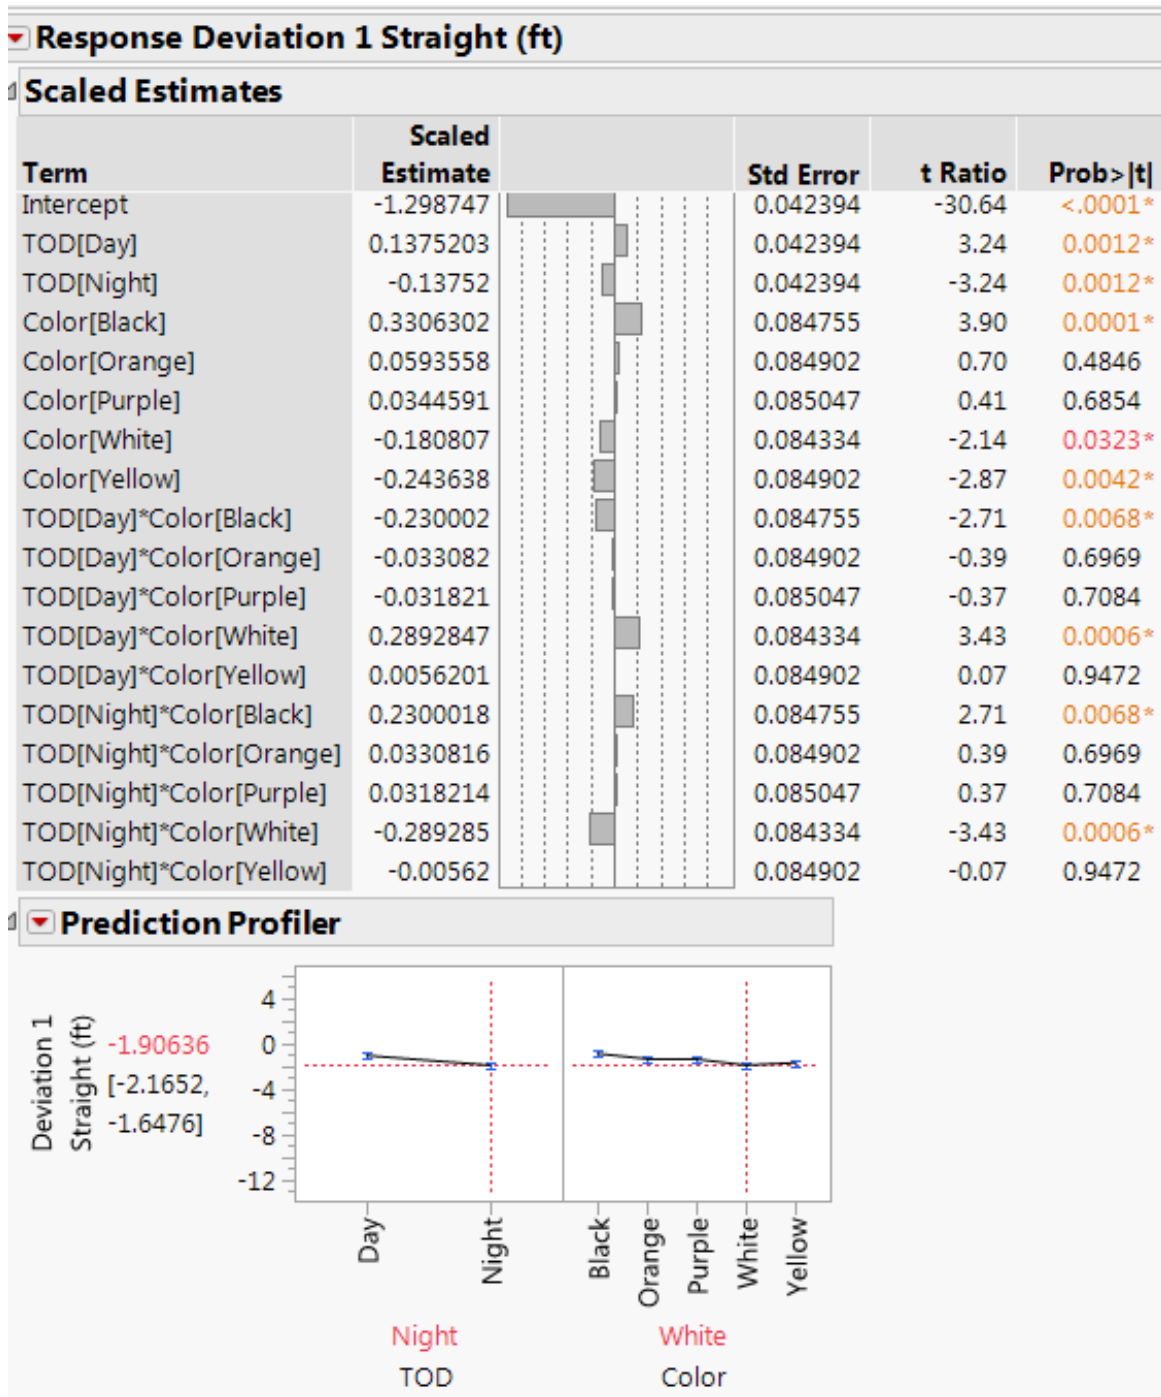 Response Deviation 1 Straight (ft)
Scaled Estimates
Term Scaled Estimate Std Error t Ratio Prob>|t|
Intercept -1.298747 0.042394 -30.64 <.0001*
TOD[Day] 0.1375203 0.042394 3.24 0.0012*
TOD[Night] -0.13752 0.042394 -3.24 0.0012*
Color[Black] 0.3306302 0.084755 3.90 0.0001*
Color[Orange] 0.0593558 0.084902 0.70 0.4846
Color[Purple] 0.0344591 0.085047 0.41 0.6854
Color[White] -0.180807 0.084334 -2.14 0.0323*
Color[Yellow] -0.243638 0.084902 -2.87 0.0042*
TOD[Day]*Color[Black] -0.230002 0.084755 -2.71 0.0068*
TOD[Day]*Color[Orange] -0.033082 0.084902 -0.39 0.6969
TOD[Day]*Color[Purple] -0.031821 0.085047 -0.37 0.7084
TOD[Day]*Color[White] 0.2892847 0.084334 3.43 0.0006*
TOD[Day]*Color[Yellow] 0.0056201 0.084902 0.07 0.9472
TOD[Night]*Color[Black] 0.2300018 0.084755 2.71 0.0068*
TOD[Night]*Color[Orange] 0.0330816 0.084902 0.39 0.6969
TOD[Night]*Color[Purple] 0.0318214 0.085047 0.37 0.7084
TOD[Night]*Color[White] -0.289285 0.084334 -3.43 0.0006*
TOD[Night]*Color[Yellow] -0.00562 0.084902 -0.07 0.9472
Prediction Profiler
Deviation 1
Straight (ft)
-1.90636
[-2.1652,
-1.6476]
4
0
-4
-8
-12
Day
Night
Black
Orange
Purple
White
Yellow
Night
TOD
White
Color